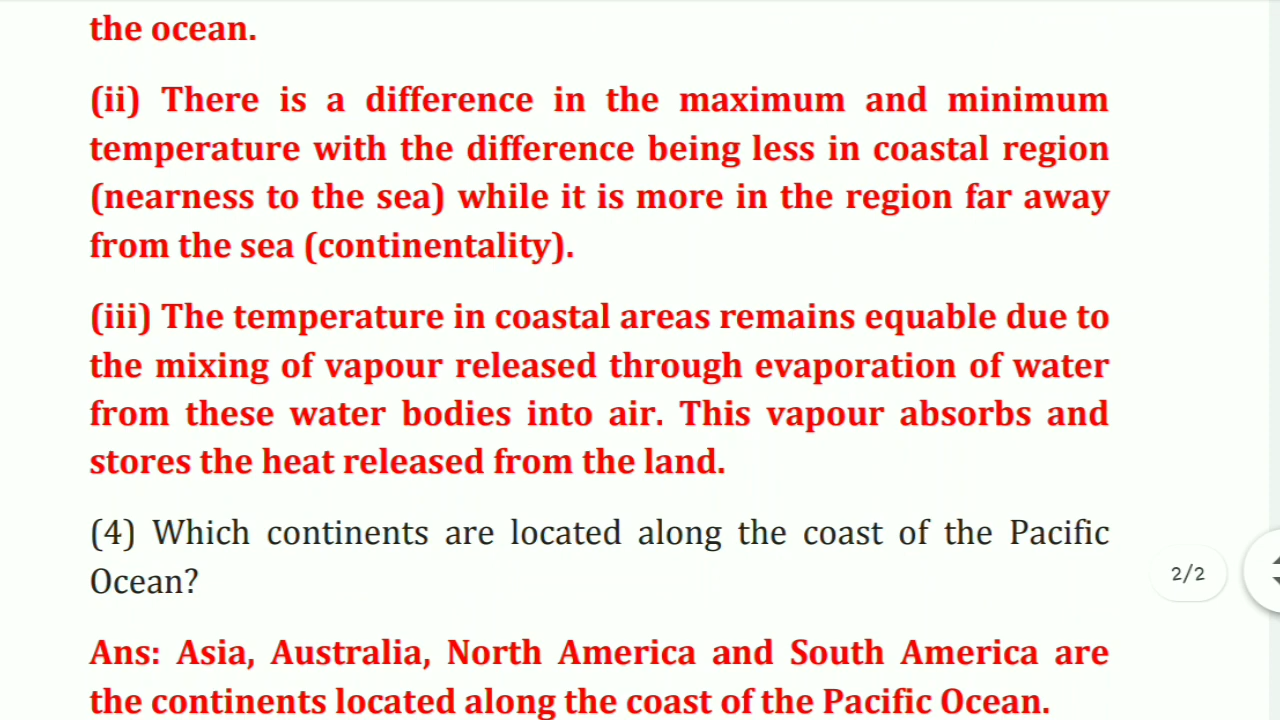 the ocean.
(ii) There is a difference in the maximum and minimum
temperature with the difference being less in coastal region
(nearness to the sea) while it is more in the region far away
from the sea (continentality).
(iii) The temperature in coastal areas remains equable due to
the mixing of vapour released through evaporation of water
from these water bodies into air. This vapour absorbs and
stores the heat released from the land.
(4) Which continents are located along the coast of the Pacific
Ocean?
2/2
Ans: Asia, Australia, North America and South America are
the continents located along the coast of the Pacific Ocean.